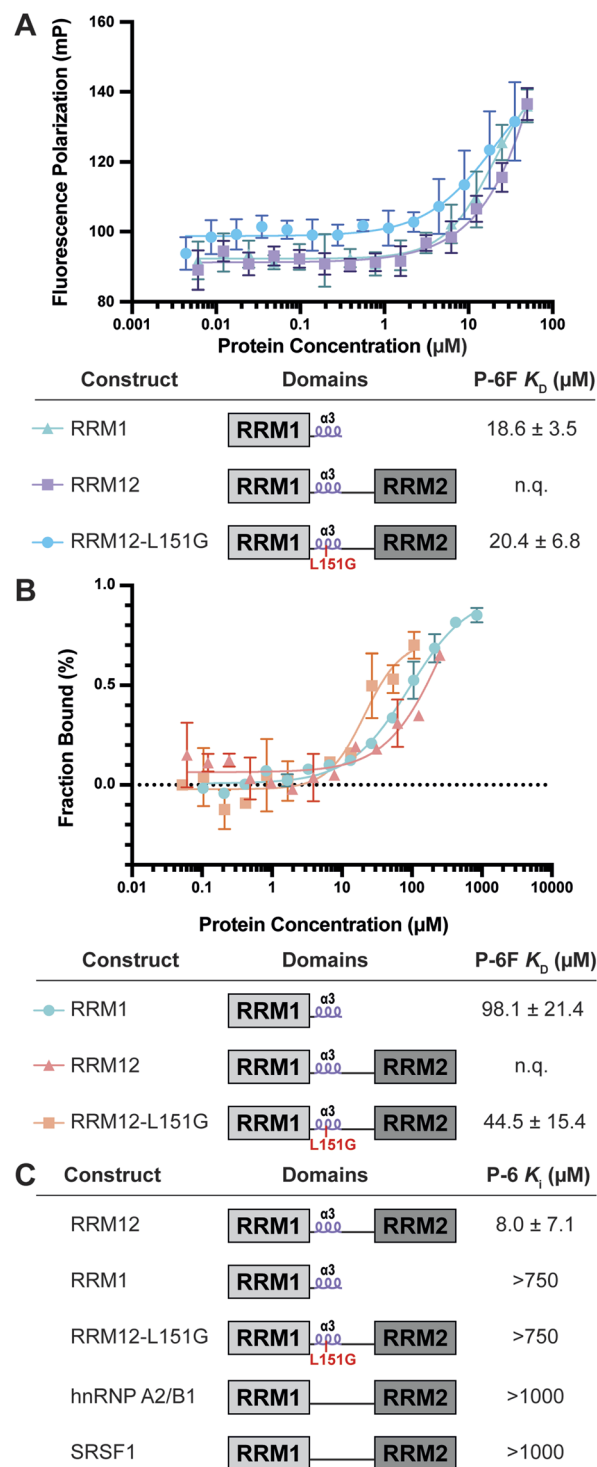 A
Fluorescence Polarization (mP)
160
140
120
100
80
0.001 0.01 0.1 1 10 100
Protein Concentration (µM)
Construct Domains P-6F KD (µM)
RRM1 RRM1 α3 18.6 ± 3.5
RRM12 RRM1 α3 RRM2 n.q.
RRM12-L151G RRM1 α3 RRM2 20.4 ± 6.8
L151G
B
Fraction Bound (%)
1.0
0.5
0.0
0.01 0.1 1 10 100 1000 10000
Protein Concentration (µM)
Construct Domains P-6F KD (µM)
RRM1 RRM1 α3 98.1 ± 21.4
RRM12 RRM1 α3 RRM2 n.q.
RRM12-L151G RRM1 α3 RRM2 44.5 ± 15.4
L151G
C Construct Domains P-6 Ki (µM)
RRM12 RRM1 α3 RRM2 8.0 ± 7.1
RRM1 RRM1 α3 >750
RRM12-L151G RRM1 α3 RRM2 >750
L151G
hnRNP A2/B1 RRM1 RRM2 >1000
SRSF1 RRM1 RRM2 >1000